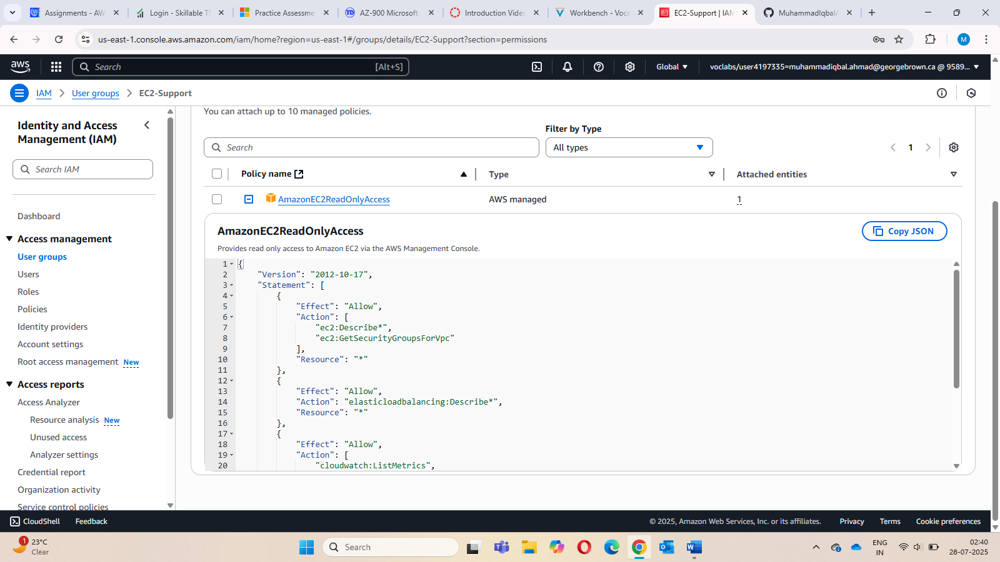 Assignments - AW
Login - Skillable T
Practice Assessme
AZ-900 Microsoft
Introduction Video
Workbench - Voca
EC2-Support | IAM
MuhammadIqbalA
us-east-1.console.aws.amazon.com/iam/home?region=us-east-1#/groups/details/EC2-Support?section=permissions
M
aws
Search [Alt+S]
Global
voclabs/user4197335=muhammadiqbal.ahmad@georgebrown.ca @ 9589...
IAM > User groups > EC2-Support
Identity and Access
Management (IAM)
Search IAM
Dashboard
Access management
User groups
Users
Roles
Policies
Identity providers
Account settings
Root access management New
Access reports
Access Analyzer
Resource analysis New
Unused access
Analyzer settings
Credential report
Organization activity
Service control policies
You can attach up to 10 managed policies.
Filter by Type
Search
All types
1
Policy name Type Attached entities
AmazonEC2ReadOnlyAccess AWS managed 1
AmazonEC2ReadOnlyAccess
Copy JSON
Provides read only access to Amazon EC2 via the AWS Management Console.
1 {
2 "Version": "2012-10-17",
3 "Statement": [
4 {
5 "Effect": "Allow",
6 "Action": [
7 "ec2:Describe*",
8 "ec2:GetSecurityGroupsForVpc"
9 ],
10 "Resource": "*"
11 },
12 {
13 "Effect": "Allow",
14 "Action": "elasticloadbalancing:Describe*",
15 "Resource": "*"
16 },
17 {
18 "Effect": "Allow",
19 "Action": [
20 "cloudwatch:ListMetrics",
CloudShell Feedback
© 2025, Amazon Web Services, Inc. or its affiliates. Privacy Terms Cookie preferences
1
23°C
Clear
Search
ENG
IN
02:40
28-07-2025